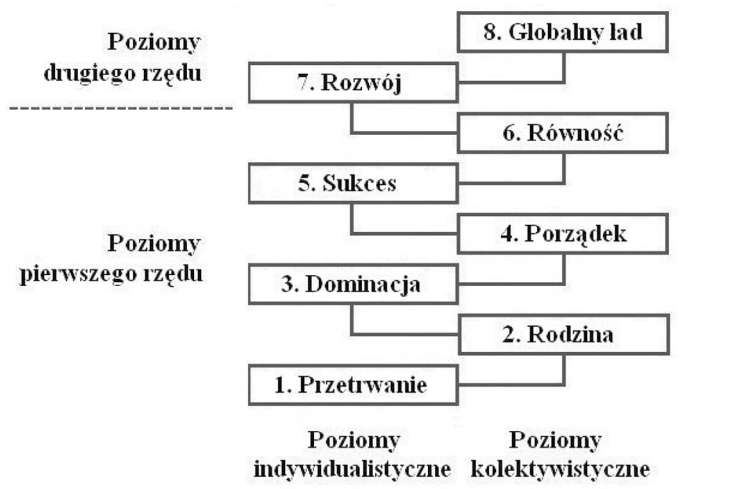 Poziomy
drugiego rzędu
8. Globalny ład
7. Rozwój
6. Równość
5. Sukces
4. Porządek
Poziomy
pierwszego rzędu
3. Dominacja
2. Rodzina
1. Przetrwanie
Poziomy
indywidualistyczne
Poziomy
kolektywistyczne